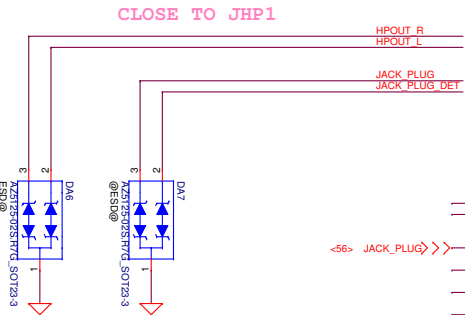 CLOSE TO JHP1
HPOUT_R
HPOUT_L
JACK_PLUG
JACK_PLUG_DET
3
2
DA6
AZ5125-02S.R7G_SOT23-3
ESD@
1
3
2
DA7
AZ5125-02S.R7G_SOT23-3
@ESD@
1
<56> JACK_PLUG